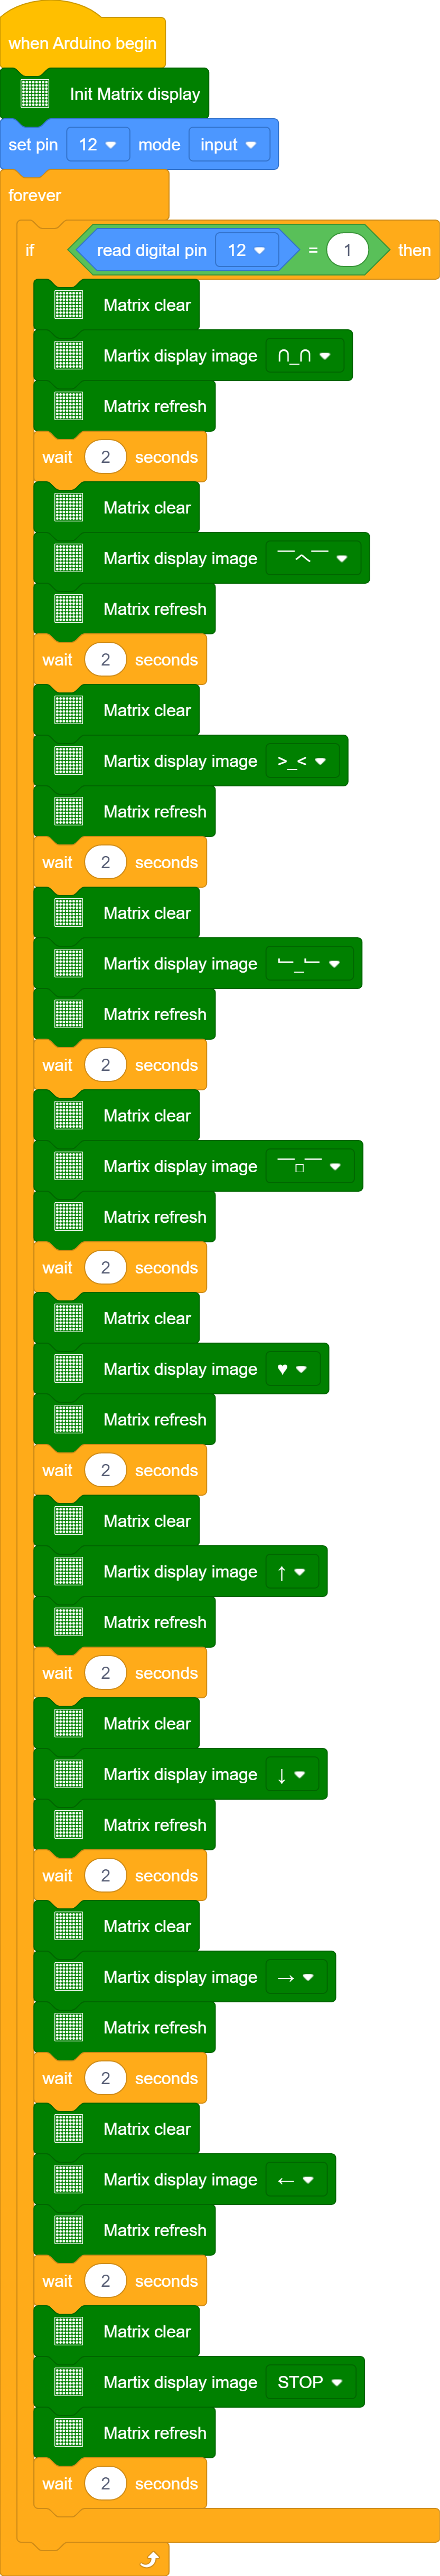 when Arduino begin
Init Matrix display
set pin 12 mode input
forever
if read digital pin 12 = 1 then
Matrix clear
Martix display image ∩_∩
Matrix refresh
wait 2 seconds
Matrix clear
Martix display image ￣へ￣
Matrix refresh
wait 2 seconds
Matrix clear
Martix display image >_<
Matrix refresh
wait 2 seconds
Matrix clear
Martix display image ﹂_﹂
Matrix refresh
wait 2 seconds
Matrix clear
Martix display image ￣□￣
Matrix refresh
wait 2 seconds
Matrix clear
Martix display image ♥
Matrix refresh
wait 2 seconds
Matrix clear
Martix display image ↑
Matrix refresh
wait 2 seconds
Matrix clear
Martix display image ↓
Matrix refresh
wait 2 seconds
Matrix clear
Martix display image →
Matrix refresh
wait 2 seconds
Matrix clear
Martix display image ←
Matrix refresh
wait 2 seconds
Matrix clear
Martix display image STOP
Matrix refresh
wait 2 seconds